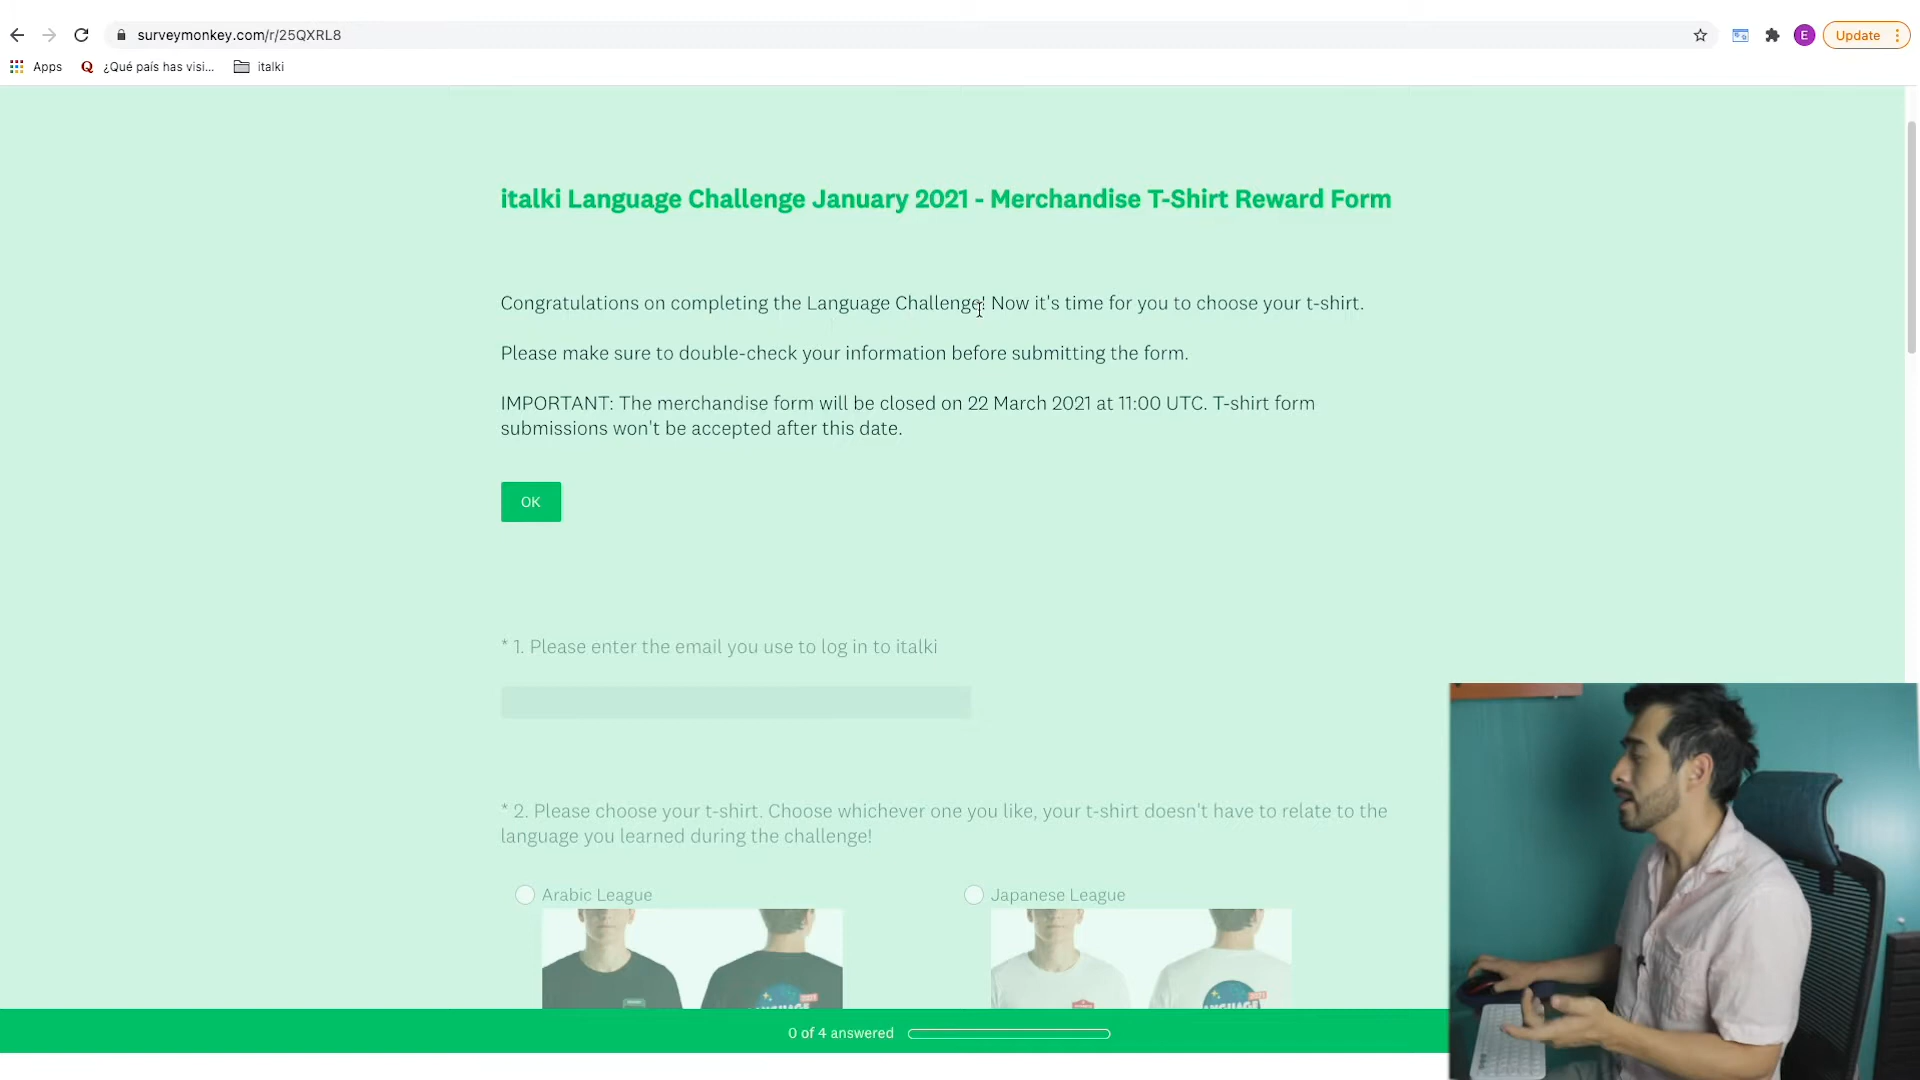 surveymonkey.com/r/25QXRL8
E
Update
Apps
Q
¿Qué país has visi...
italki
italki Language Challenge January 2021 - Merchandise T-Shirt Reward Form
Congratulations on completing the Language Challenge! Now it's time for you to choose your t-shirt.
Please make sure to double-check your information before submitting the form.
IMPORTANT: The merchandise form will be closed on 22 March 2021 at 11:00 UTC. T-shirt form
submissions won't be accepted after this date.
OK
* 1. Please enter the email you use to log in to italki
* 2. Please choose your t-shirt. Choose whichever one you like, your t-shirt doesn't have to relate to the
language you learned during the challenge!
Arabic League
Japanese League
0 of 4 answered